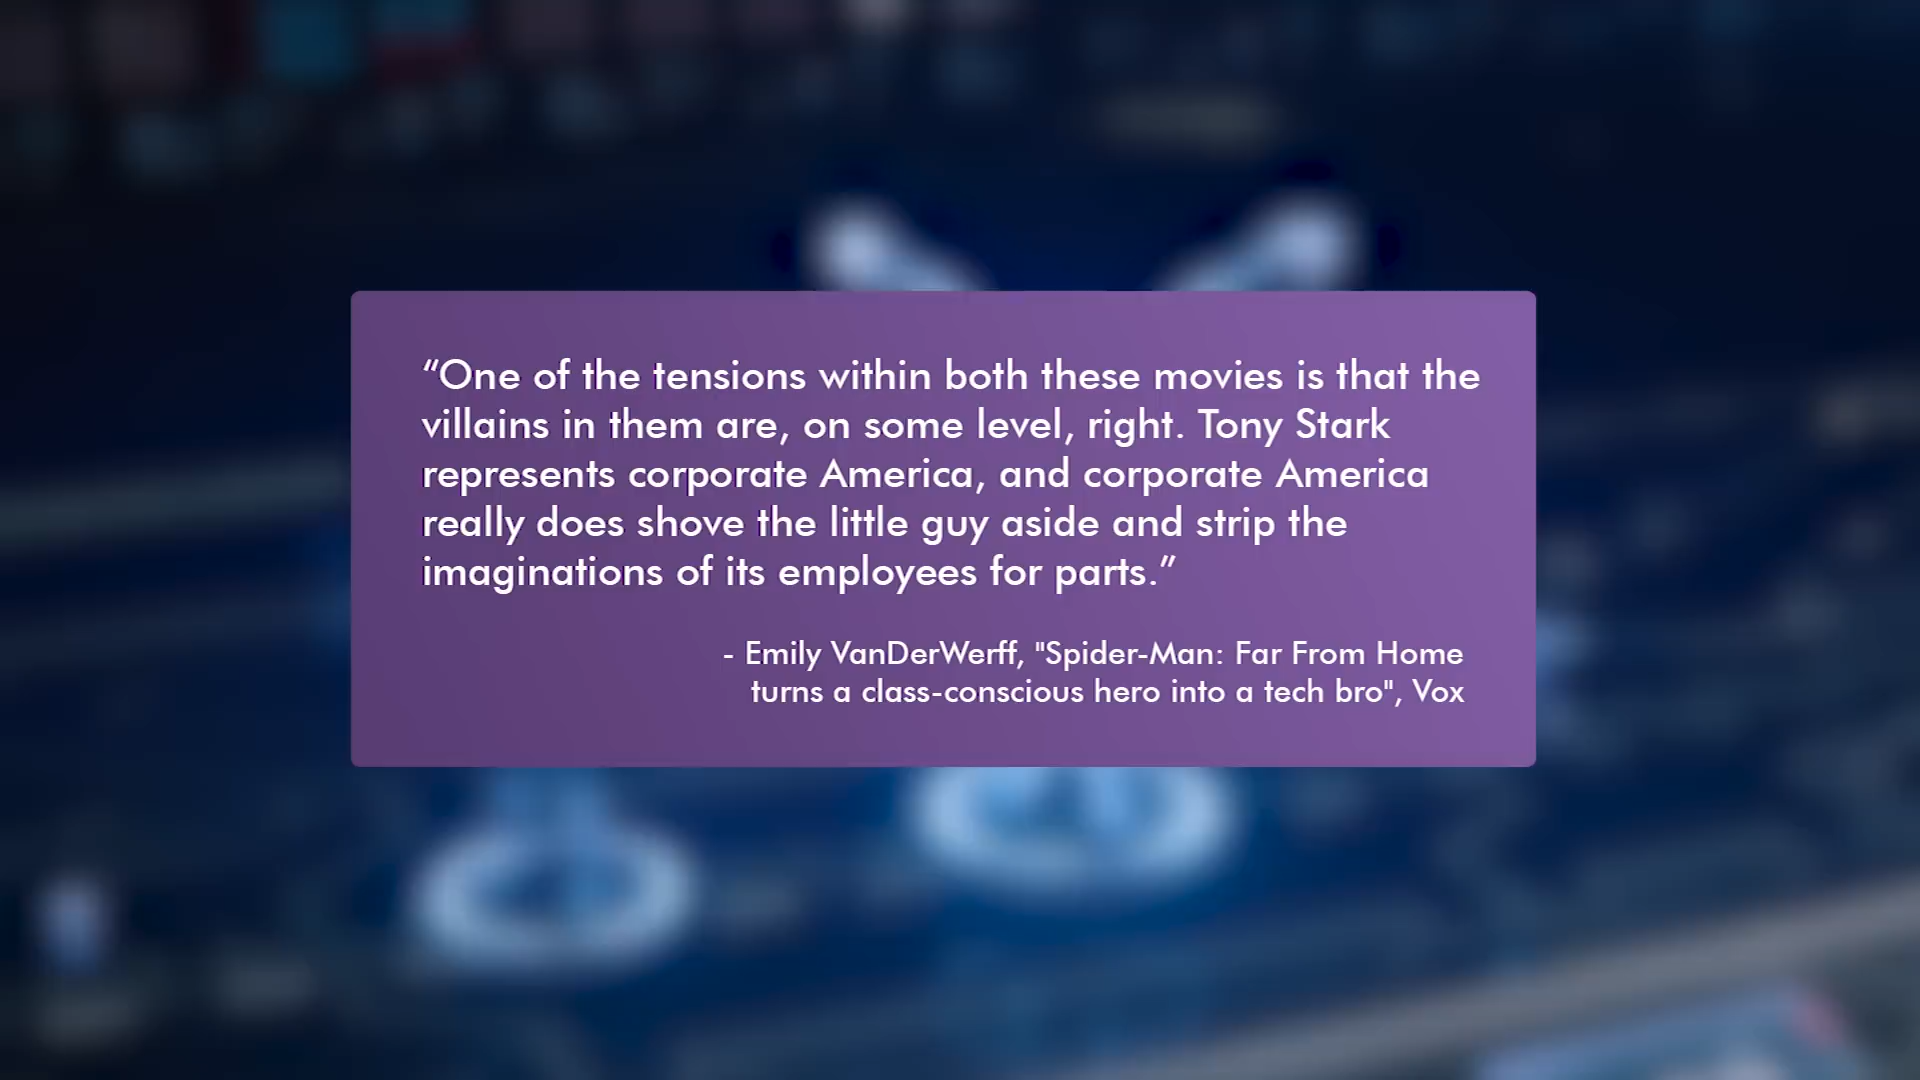 “One of the tensions within both these movies is that the
villains in them are, on some level, right. Tony Stark
represents corporate America, and corporate America
really does shove the little guy aside and strip the
imaginations of its employees for parts.”
- Emily VanDerWerff, "Spider-Man: Far From Home
turns a class-conscious hero into a tech bro", Vox